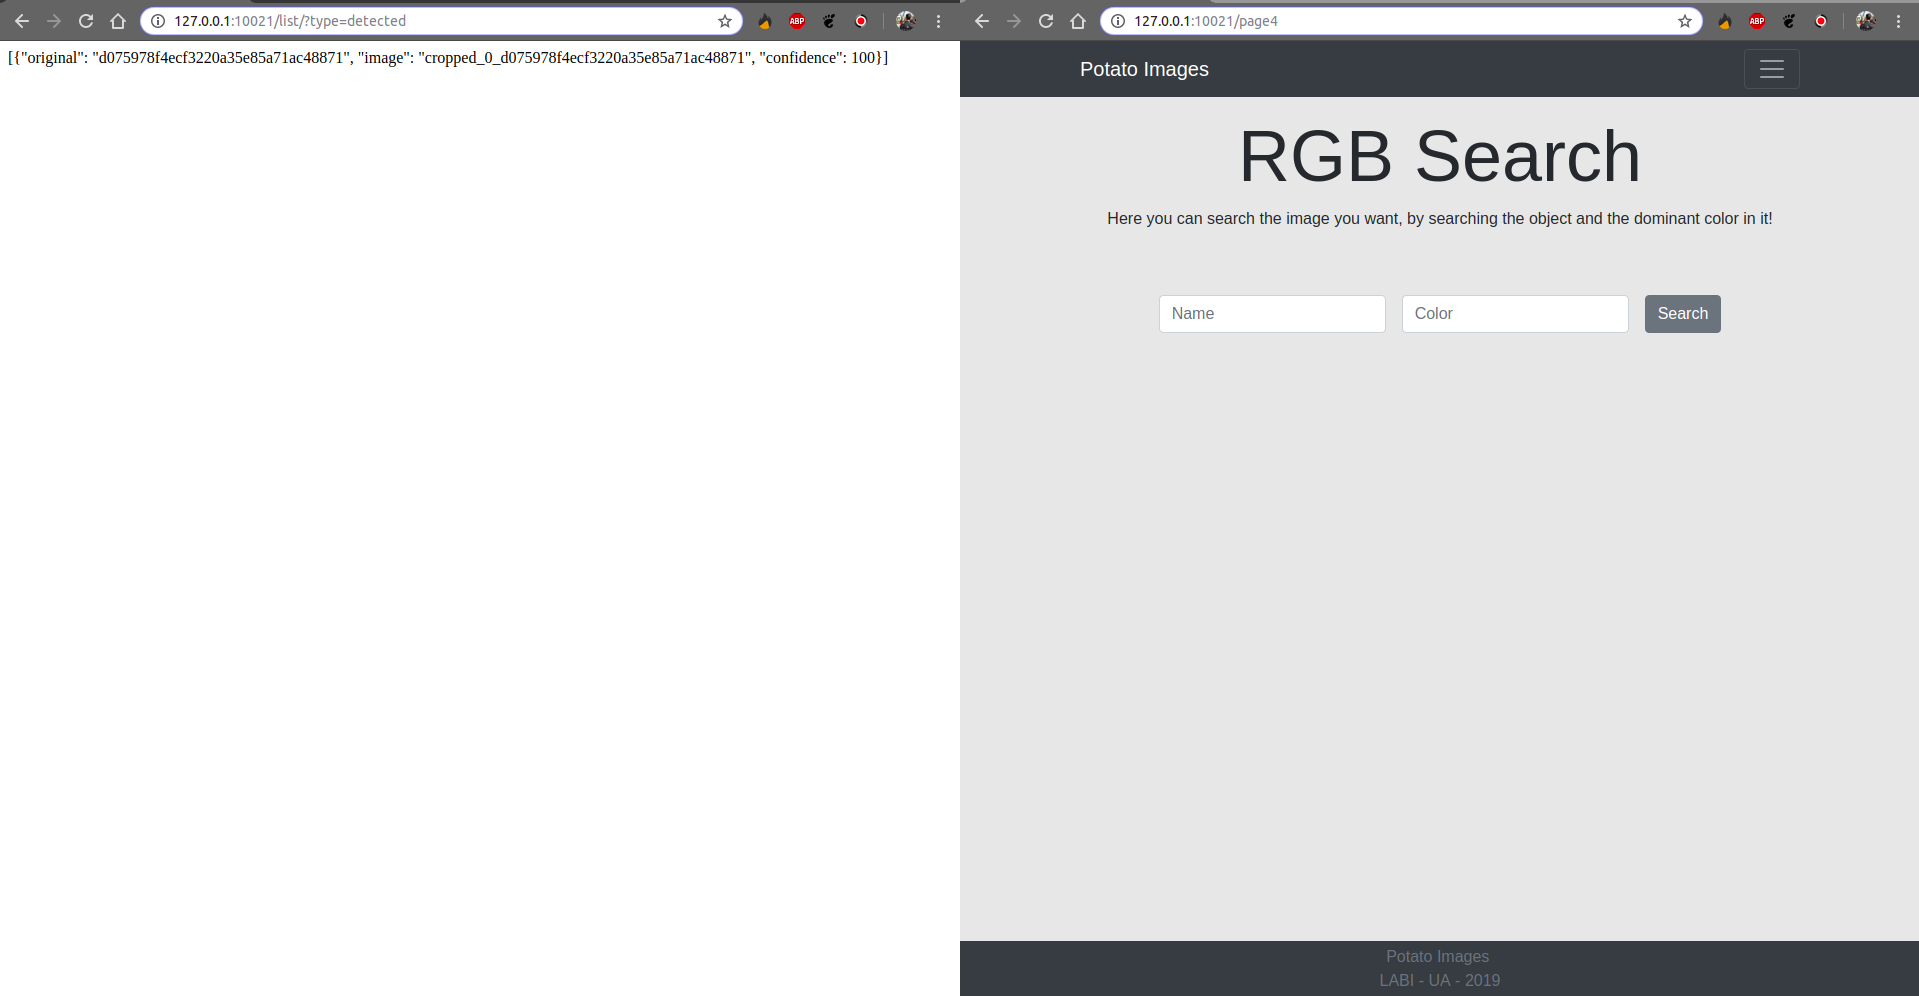 127.0.0.1:10021/list/?type=detected
ABP
[{"original": "d075978f4ecf3220a35e85a71ac48871", "image": "cropped_0_d075978f4ecf3220a35e85a71ac48871", "confidence": 100}]
127.0.0.1:10021/page4
ABP
Potato Images
RGB Search
Here you can search the image you want, by searching the object and the dominant color in it!
Name
Color
Search
Potato Images
LABI - UA - 2019